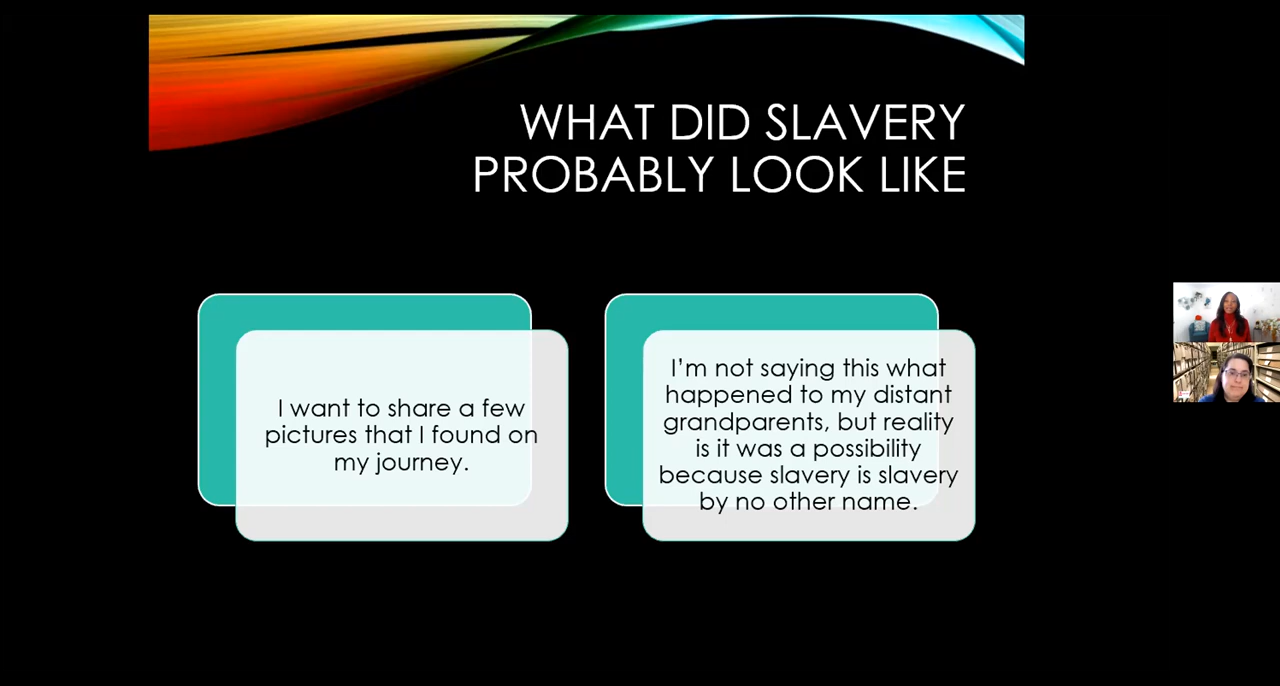 WHAT DID SLAVERY
PROBABLY LOOK LIKE
I want to share a few
pictures that I found on
my journey.
I’m not saying this what
happened to my distant
grandparents, but reality
is it was a possibility
because slavery is slavery
by no other name.